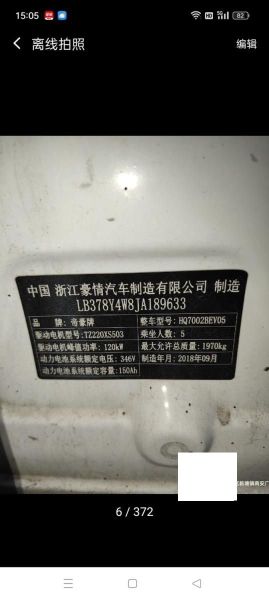 15:05
82
离线拍照
编辑
中国 浙江豪情汽车制造有限公司 制造
LB378Y4W8JA189633
品 牌：帝豪牌 整车型号：HQ7002BEV05
驱动电机型号：TZ220XS503 乘坐人数：5
驱动电机峰值功率：120kW 最大允许总质量：1970kg
动力电池系统额定电压：346V 制造年月：2018年09月
动力电池系统额定容量：150Ah
6 / 372